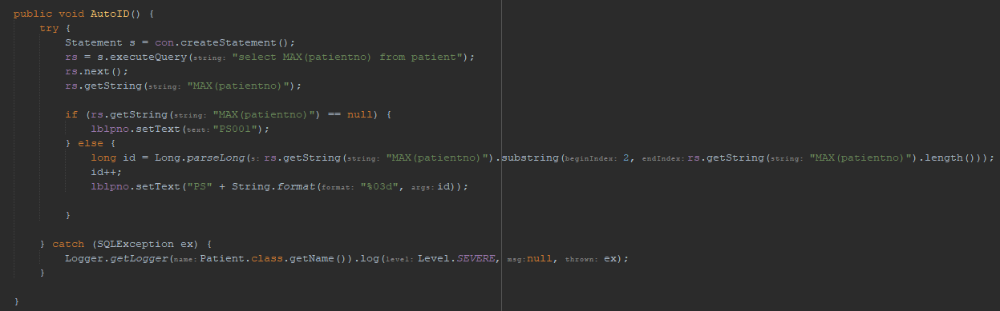 public void AutoID() {
try {
Statement s = con.createStatement();
rs = s.executeQuery(string: "select MAX(patientno) from patient");
rs.next();
rs.getString(string: "MAX(patientno)");
if (rs.getString(string: "MAX(patientno)") == null) {
lblpno.setText(text: "PS001");
} else {
long id = Long.parseLong(s: rs.getString(string: "MAX(patientno)").substring(beginIndex: 2, endIndex: rs.getString(string: "MAX(patientno)").length()));
id++;
lblpno.setText("PS" + String.format(format: "%03d", args: id));
}
} catch (SQLException ex) {
Logger.getLogger(name: Patient.class.getName()).log(level: Level.SEVERE, msg: null, thrown: ex);
}
}